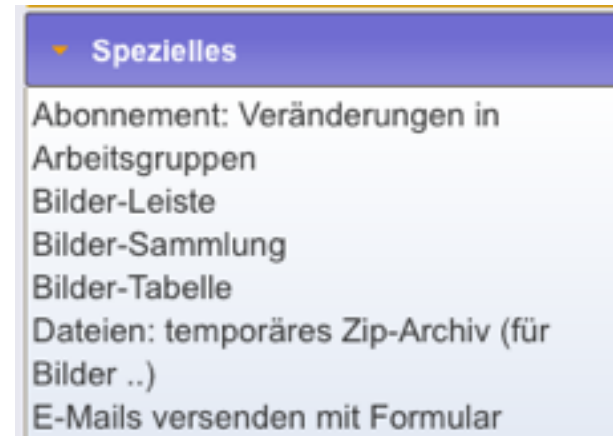 Spezielles
Abonnement: Veränderungen in
Arbeitsgruppen
Bilder-Leiste
Bilder-Sammlung
Bilder-Tabelle
Dateien: temporäres Zip-Archiv (für
Bilder ..)
E-Mails versenden mit Formular